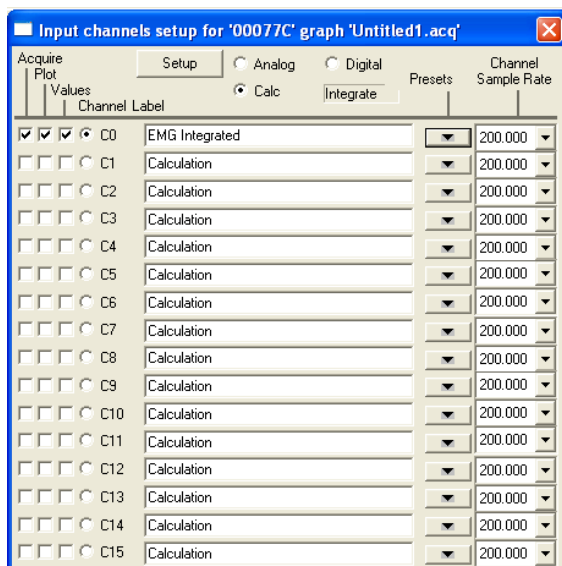 Input channels setup for '00077C' graph 'Untitled1.acq'
Acquire Setup Analog Digital Channel
Plot Presets Sample Rate
Values Calc Integrate
Channel Label
C0 EMG Integrated 200.000
C1 Calculation 200.000
C2 Calculation 200.000
C3 Calculation 200.000
C4 Calculation 200.000
C5 Calculation 200.000
C6 Calculation 200.000
C7 Calculation 200.000
C8 Calculation 200.000
C9 Calculation 200.000
C10 Calculation 200.000
C11 Calculation 200.000
C12 Calculation 200.000
C13 Calculation 200.000
C14 Calculation 200.000
C15 Calculation 200.000